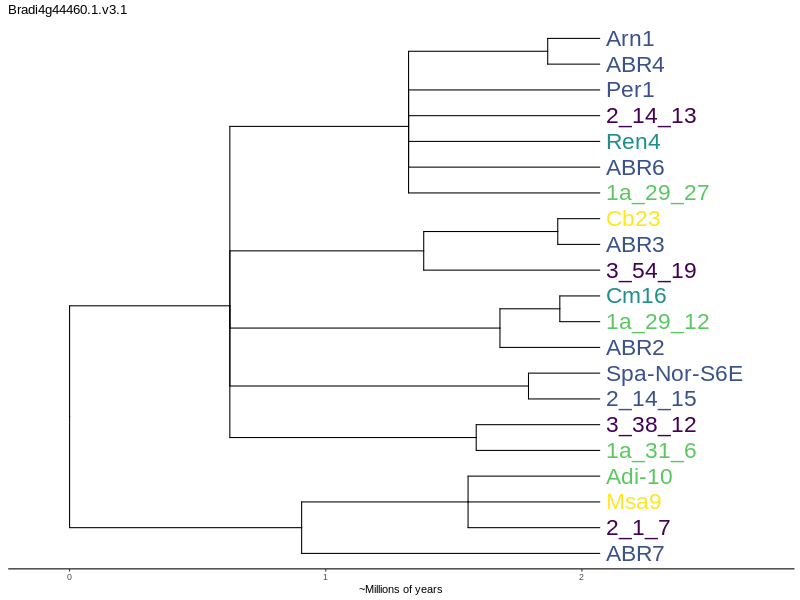 Bradi4g44460.1.v3.1
Arn1
ABR4
Per1
2_14_13
Ren4
ABR6
1a_29_27
Cb23
ABR3
3_54_19
Cm16
1a_29_12
ABR2
Spa-Nor-S6E
2_14_15
3_38_12
1a_31_6
Adi-10
Msa9
2_1_7
ABR7
0 1 2
~Millions of years